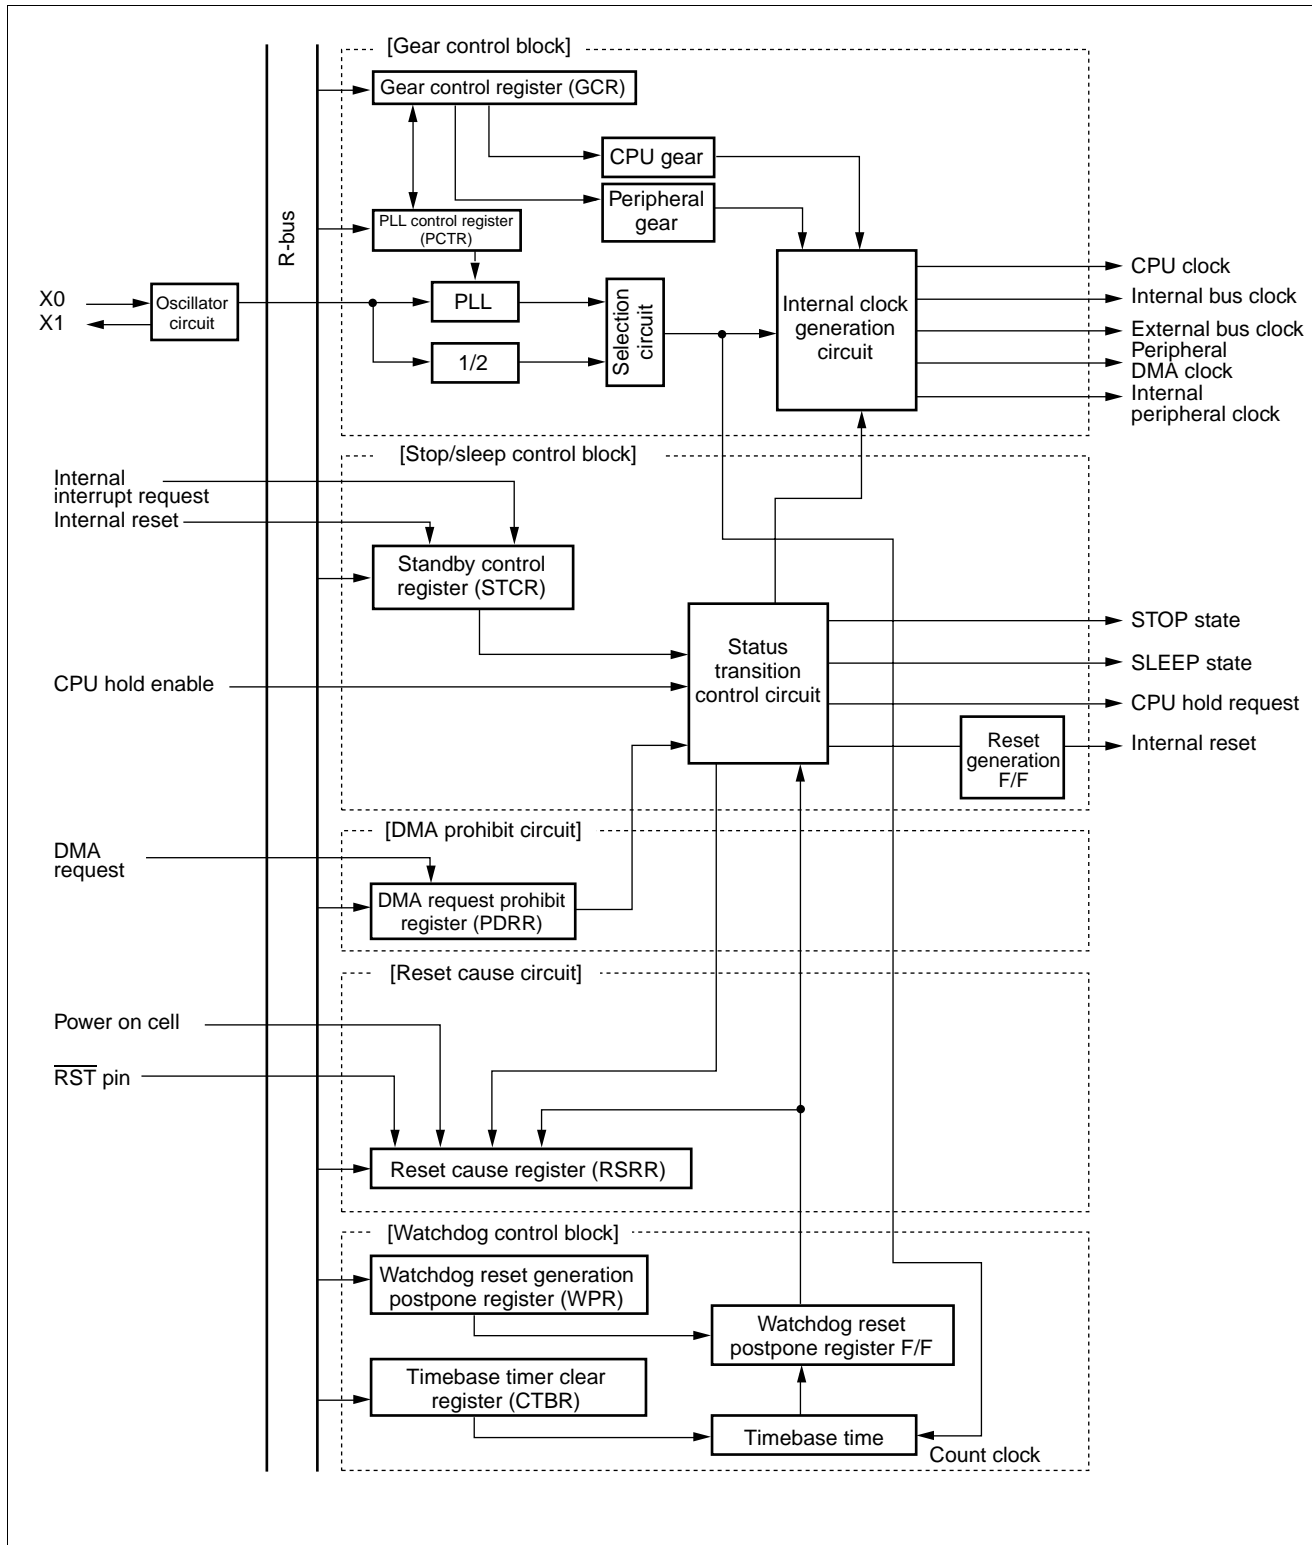 [Gear control block]
Gear control register (GCR)
CPU gear
Peripheral
gear
R-bus
PLL control register
(PCTR)
X0
X1
Oscillator
circuit
PLL
1/2
Selection
circuit
Internal clock
generation
circuit
CPU clock
Internal bus clock
External bus clock
Peripheral
DMA clock
Internal
peripheral clock
[Stop/sleep control block]
Internal
interrupt request
Internal reset
Standby control
register (STCR)
CPU hold enable
Status
transition
control circuit
STOP state
SLEEP state
CPU hold request
Reset
generation
F/F
Internal reset
[DMA prohibit circuit]
DMA
request
DMA request prohibit
register (PDRR)
[Reset cause circuit]
Power on cell
RST pin
Reset cause register (RSRR)
[Watchdog control block]
Watchdog reset generation
postpone register (WPR)
Watchdog reset
postpone register F/F
Timebase timer clear
register (CTBR)
Timebase time
Count clock